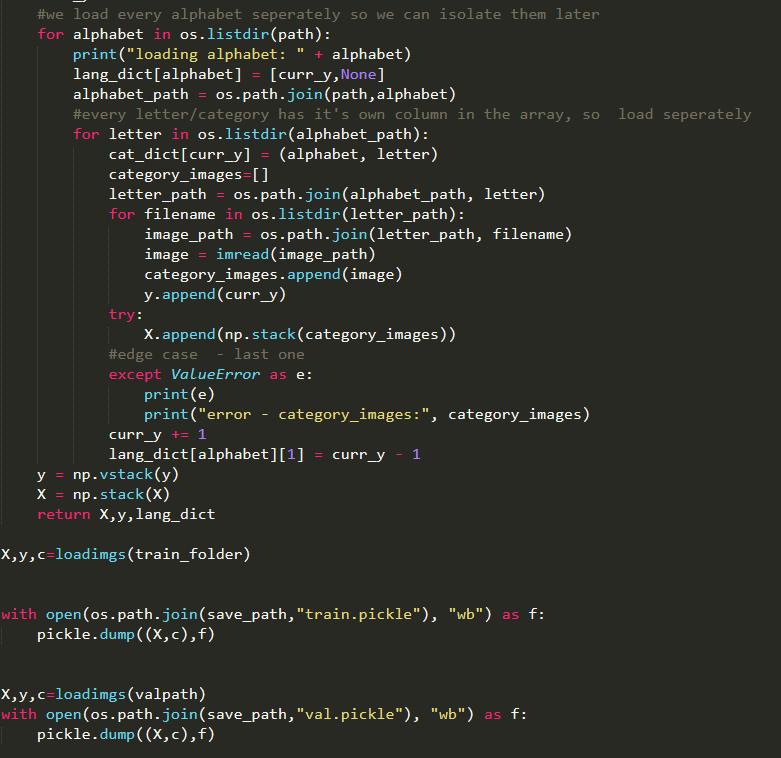 #we load every alphabet seperately so we can isolate them later
    for alphabet in os.listdir(path):
        print("loading alphabet: " + alphabet)
        lang_dict[alphabet] = [curr_y,None]
        alphabet_path = os.path.join(path,alphabet)
        #every letter/category has it's own column in the array, so  load seperately
        for letter in os.listdir(alphabet_path):
            cat_dict[curr_y] = (alphabet, letter)
            category_images=[]
            letter_path = os.path.join(alphabet_path, letter)
            for filename in os.listdir(letter_path):
                image_path = os.path.join(letter_path, filename)
                image = imread(image_path)
                category_images.append(image)
                y.append(curr_y)
            try:
                X.append(np.stack(category_images))
            #edge case  - last one
            except ValueError as e:
                print(e)
                print("error - category_images:", category_images)
            curr_y += 1
            lang_dict[alphabet][1] = curr_y - 1
    y = np.vstack(y)
    X = np.stack(X)
    return X,y,lang_dict

X,y,c=loadimgs(train_folder)


with open(os.path.join(save_path,"train.pickle"), "wb") as f:
    pickle.dump((X,c),f)


X,y,c=loadimgs(valpath)
with open(os.path.join(save_path,"val.pickle"), "wb") as f:
    pickle.dump((X,c),f)